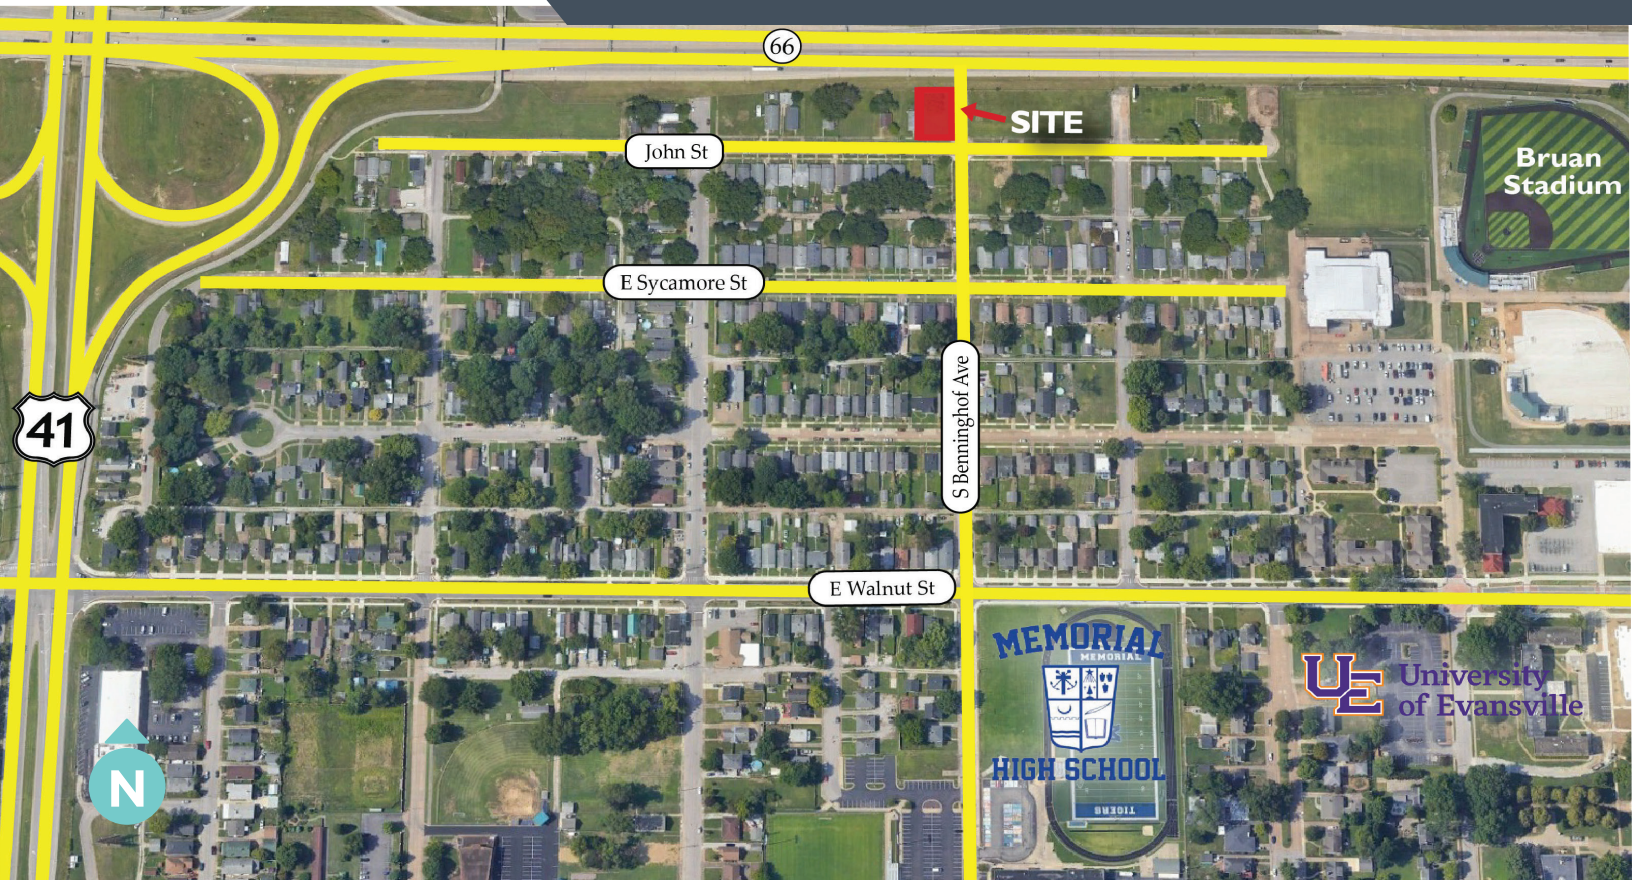 66
SITE
John St
Bruan
Stadium
E Sycamore St
S Benninghof Ave
41
E Walnut St
MEMORIAL
MEMORIAL
HIGH SCHOOL
TIGERS
UE
University
of Evansville
N